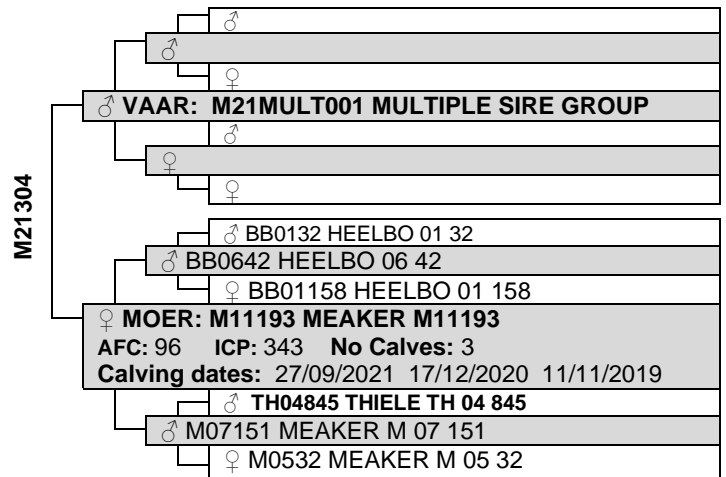 ♂
♂
♀
♂ VAAR: M21MULT001 MULTIPLE SIRE GROUP
♂
♀
♀
M21304
♂ BB0132 HEELBO 01 32
♂ BB0642 HEELBO 06 42
♀ BB01158 HEELBO 01 158
♀ MOER: M11193 MEAKER M11193
AFC: 96 ICP: 343 No Calves: 3
Calving dates: 27/09/2021 17/12/2020 11/11/2019
♂ TH04845 THIELE TH 04 845
♂ M07151 MEAKER M 07 151
♀ M0532 MEAKER M 05 32